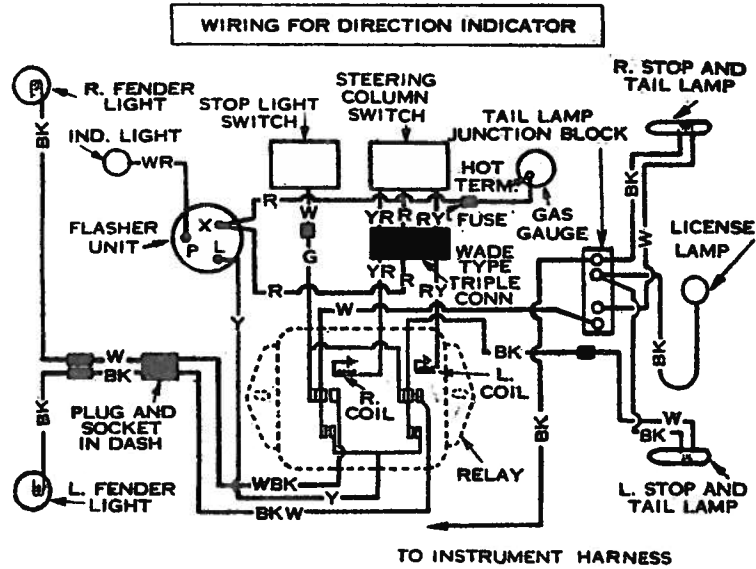 WIRING FOR DIRECTION INDICATOR
R. FENDER
LIGHT
STOP LIGHT
SWITCH
STEERING
COLUMN
SWITCH
TAIL LAMP
JUNCTION BLOCK
R. STOP AND
TAIL LAMP
BK
IND. LIGHT
WR
HOT
TERM.
BK
R
W
YR
R
RY
FUSE
GAS
GAUGE
W
LICENSE
LAMP
FLASHER
UNIT
X
P
L
G
YR
R
RY
WADE
TYPE
TRIPLE
CONN
R
W
Y
W
BK
BK
BK
R.
COIL
L.
COIL
PLUG AND
SOCKET
IN DASH
BK
BK
W
BK
RELAY
WBK
Y
BKW
L. FENDER
LIGHT
L. STOP AND
TAIL LAMP
TO INSTRUMENT HARNESS